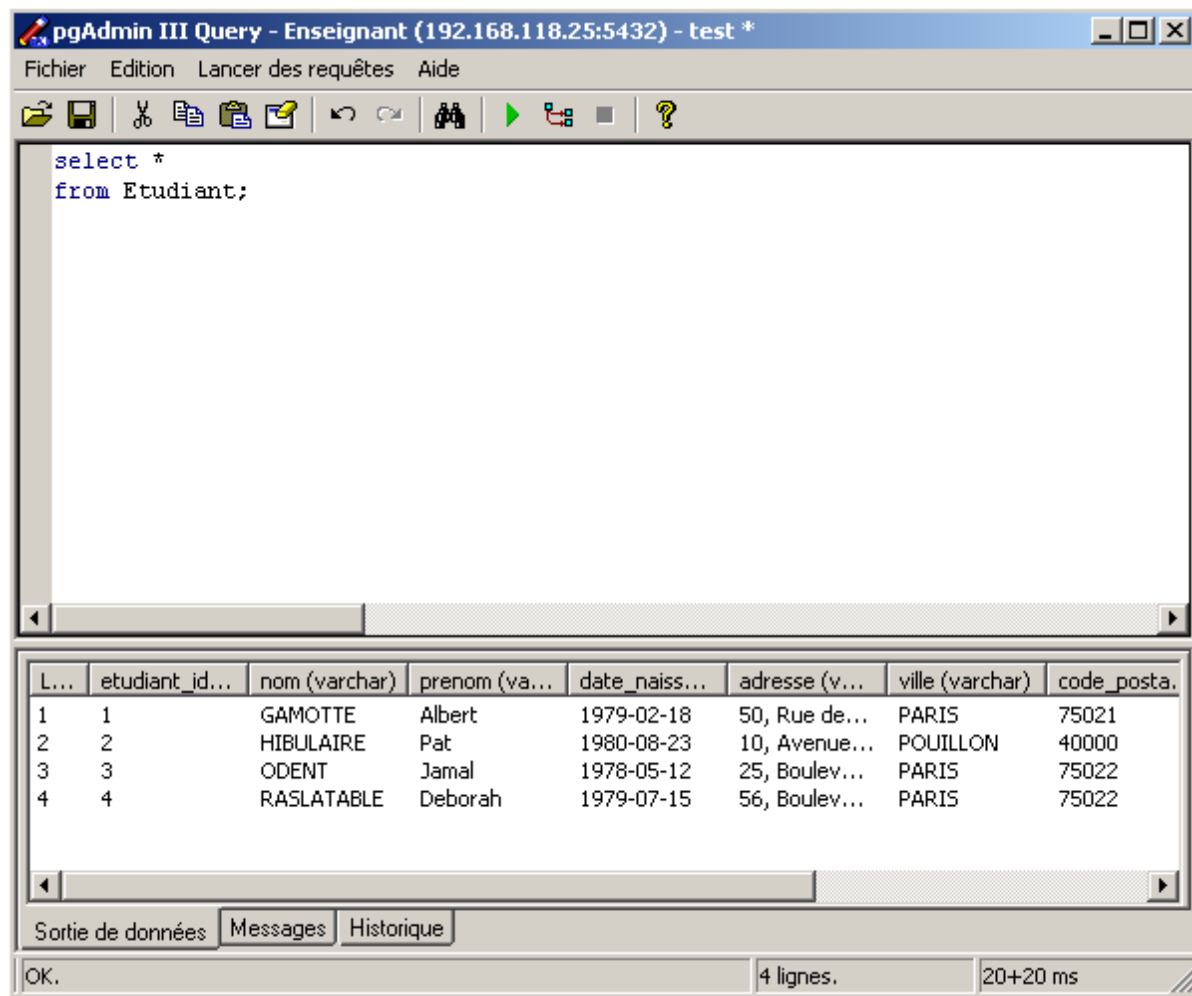 pgAdmin III Query - Enseignant (192.168.118.25:5432) - test *
Fichier Edition Lancer des requêtes Aide
select *
from Etudiant;
L... etudiant_id... nom (varchar) prenom (va... date_naiss... adresse (v... ville (varchar) code_posta.
1 1 GAMOTTE Albert 1979-02-18 50, Rue de... PARIS 75021
2 2 HIBULAIRE Pat 1980-08-23 10, Avenue... POUILLON 40000
3 3 ODENT Jamal 1978-05-12 25, Boulev... PARIS 75022
4 4 RASLATABLE Deborah 1979-07-15 56, Boulev... PARIS 75022
Sortie de données Messages Historique
OK. 4 lignes. 20+20 ms